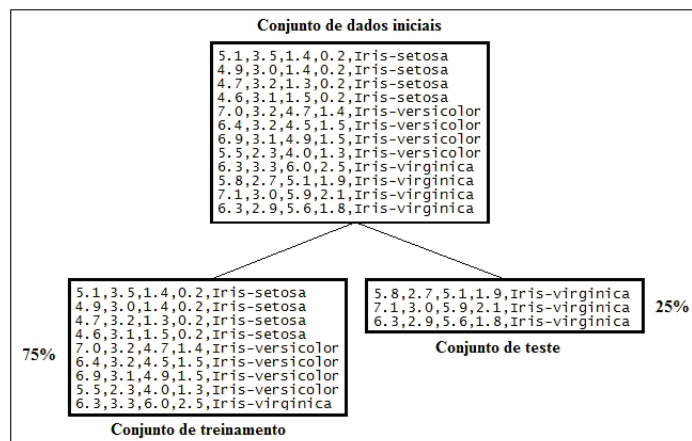 Conjunto de dados iniciais
5.1,3.5,1.4,0.2,Iris-setosa
4.9,3.0,1.4,0.2,Iris-setosa
4.7,3.2,1.3,0.2,Iris-setosa
4.6,3.1,1.5,0.2,Iris-setosa
7.0,3.2,4.7,1.4,Iris-versicolor
6.4,3.2,4.5,1.5,Iris-versicolor
6.9,3.1,4.9,1.5,Iris-versicolor
5.5,2.3,4.0,1.3,Iris-versicolor
6.3,3.3,6.0,2.5,Iris-virginica
5.8,2.7,5.1,1.9,Iris-virginica
7.1,3.0,5.9,2.1,Iris-virginica
6.3,2.9,5.6,1.8,Iris-virginica
75%
5.1,3.5,1.4,0.2,Iris-setosa
4.9,3.0,1.4,0.2,Iris-setosa
4.7,3.2,1.3,0.2,Iris-setosa
4.6,3.1,1.5,0.2,Iris-setosa
7.0,3.2,4.7,1.4,Iris-versicolor
6.4,3.2,4.5,1.5,Iris-versicolor
6.9,3.1,4.9,1.5,Iris-versicolor
5.5,2.3,4.0,1.3,Iris-versicolor
6.3,3.3,6.0,2.5,Iris-virginica
Conjunto de treinamento
5.8,2.7,5.1,1.9,Iris-virginica
7.1,3.0,5.9,2.1,Iris-virginica
6.3,2.9,5.6,1.8,Iris-virginica
25%
Conjunto de teste